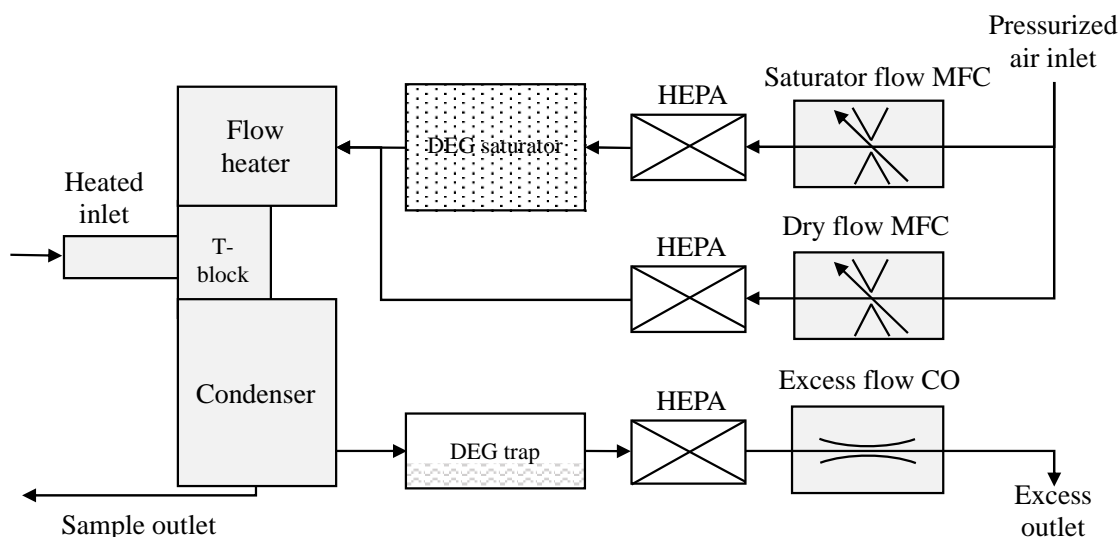 Pressurized
air inlet
Saturator flow MFC
HEPA
DEG saturator
Flow
heater
Heated
inlet
T-
block
Dry flow MFC
HEPA
Condenser
Excess flow CO
HEPA
DEG trap
Excess
outlet
Sample outlet